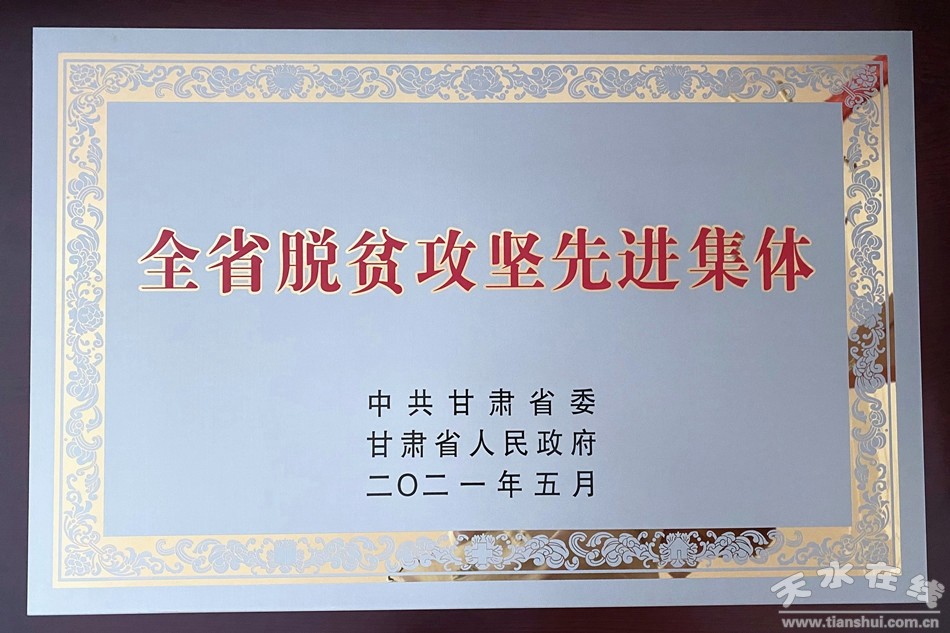 全省脱贫攻坚先进集体
中共甘肃省委
甘肃省人民政府
二〇二一年五月
天水在线
www.tianshui.com.cn